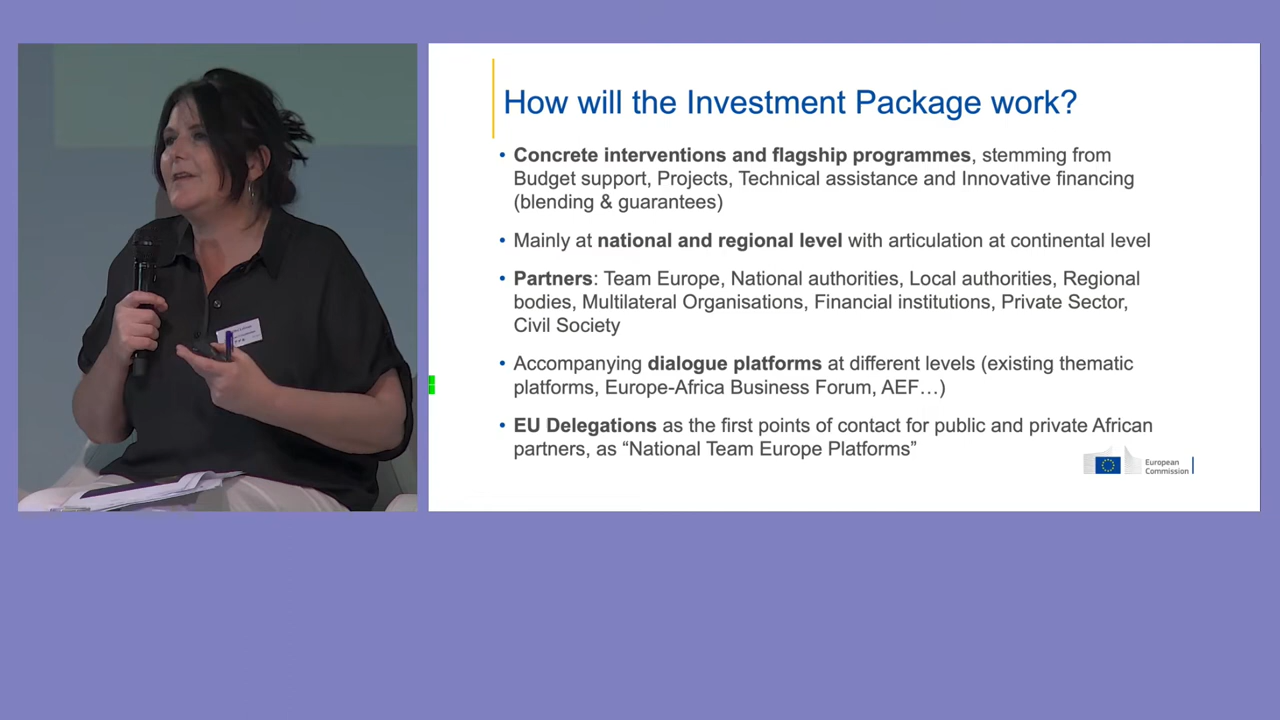 How will the Investment Package work?
• Concrete interventions and flagship programmes, stemming from
Budget support, Projects, Technical assistance and Innovative financing
(blending & guarantees)
• Mainly at national and regional level with articulation at continental level
• Partners: Team Europe, National authorities, Local authorities, Regional
bodies, Multilateral Organisations, Financial institutions, Private Sector,
Civil Society
• Accompanying dialogue platforms at different levels (existing thematic
platforms, Europe-Africa Business Forum, AEF…)
• EU Delegations as the first points of contact for public and private African
partners, as “National Team Europe Platforms”
European
Commission